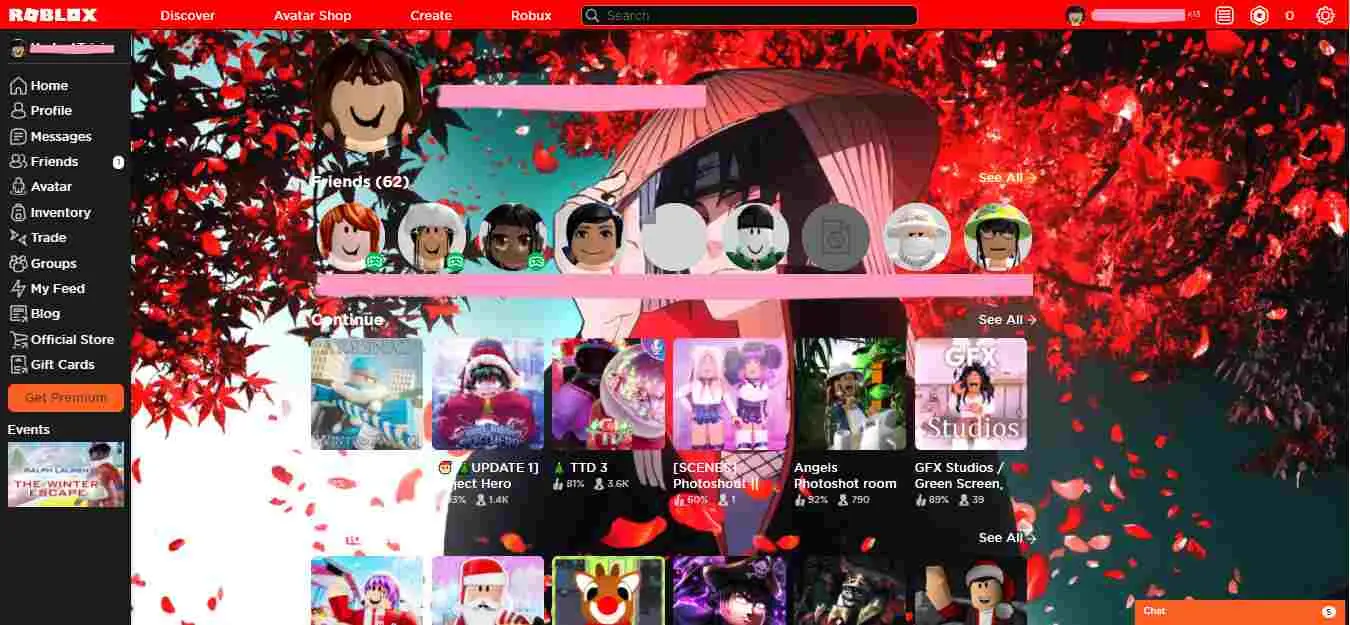 ROBLOX
Discover
Avatar Shop
Create
Robux
Search
0
Home
Profile
Messages
Friends
1
Avatar
Inventory
Trade
Groups
My Feed
Blog
Official Store
Gift Cards
Get Premium
Events
RALPH LAUREN
THE WINTER
ESCAPE
Friends (62)
See All
Continue
See All
GFX
Studios
UPDATE 1]
ject Hero
1.4K
TTD 3
81% 3.6K
[SCENES]
Photoshoot ||
60% 1
Angels
Photoshot room
92% 790
GFX Studios /
Green Screen,
89% 39
See All
Chat
5